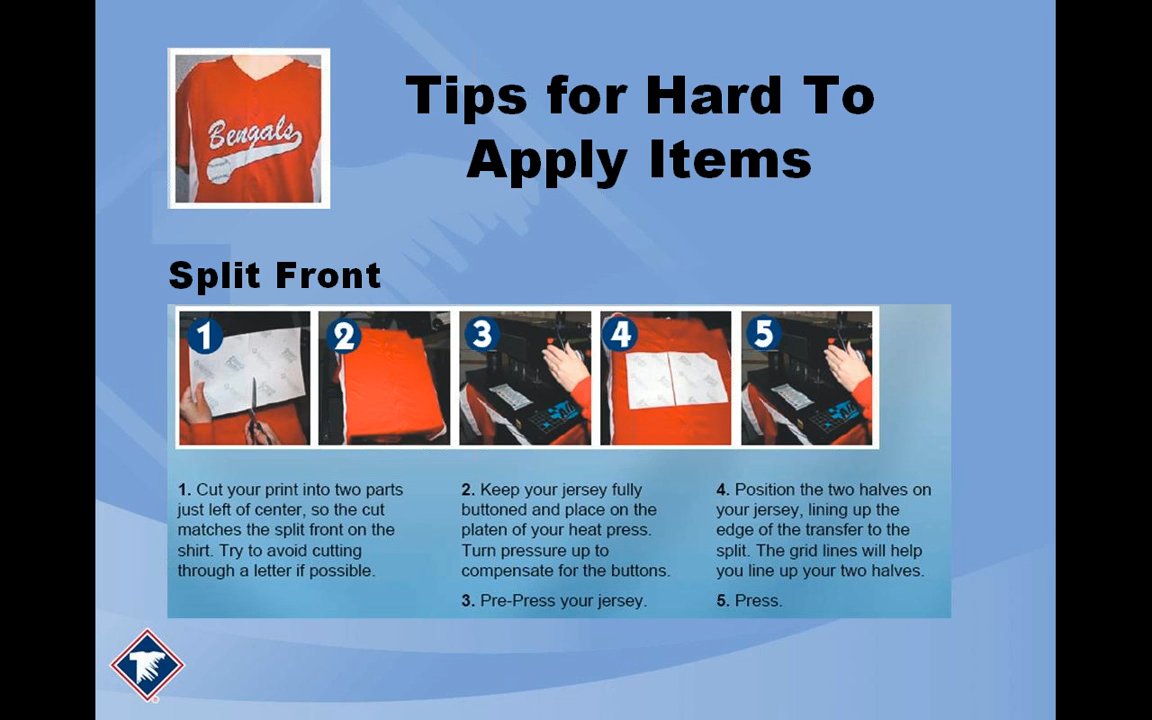 Bengals
Tips for Hard To
Apply Items
Split Front
1
2
3
4
5
1. Cut your print into two parts
just left of center, so the cut
matches the split front on the
shirt. Try to avoid cutting
through a letter if possible.
2. Keep your jersey fully
buttoned and place on the
platen of your heat press.
Turn pressure up to
compensate for the buttons.
3. Pre-Press your jersey.
4. Position the two halves on
your jersey, lining up the
edge of the transfer to the
split. The grid lines will help
you line up your two halves.
5. Press.